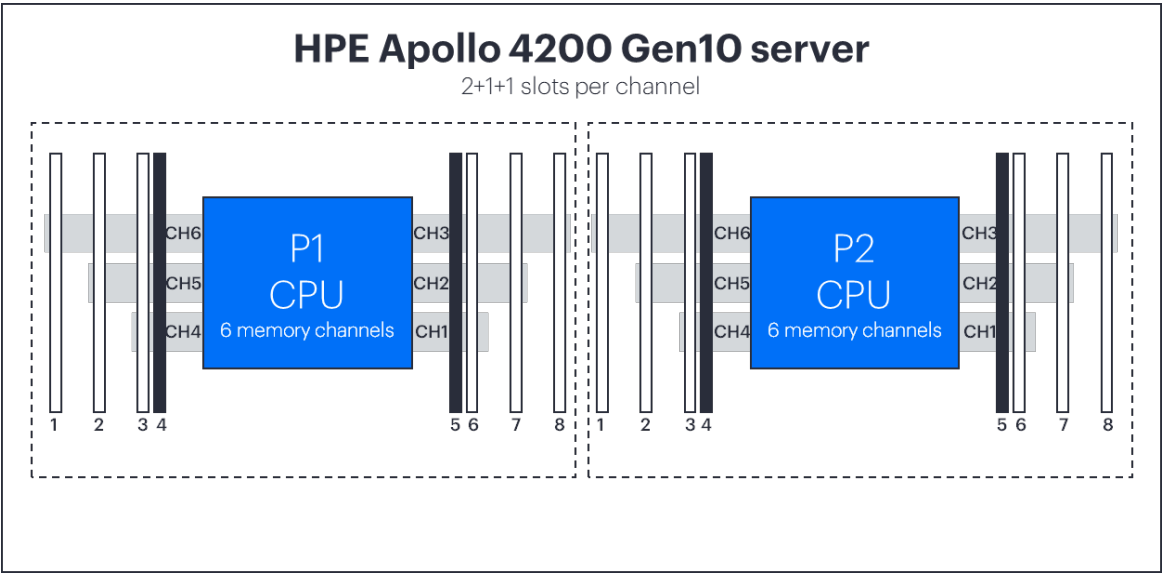 HPE Apollo 4200 Gen10 server
2+1+1 slots per channel
CH6
CH5
CH4
P1
CPU
6 memory channels
CH3
CH2
CH1
1 2 3 4 5 6 7 8
CH6
CH5
CH4
P2
CPU
6 memory channels
CH3
CH2
CH1
1 2 3 4 5 6 7 8